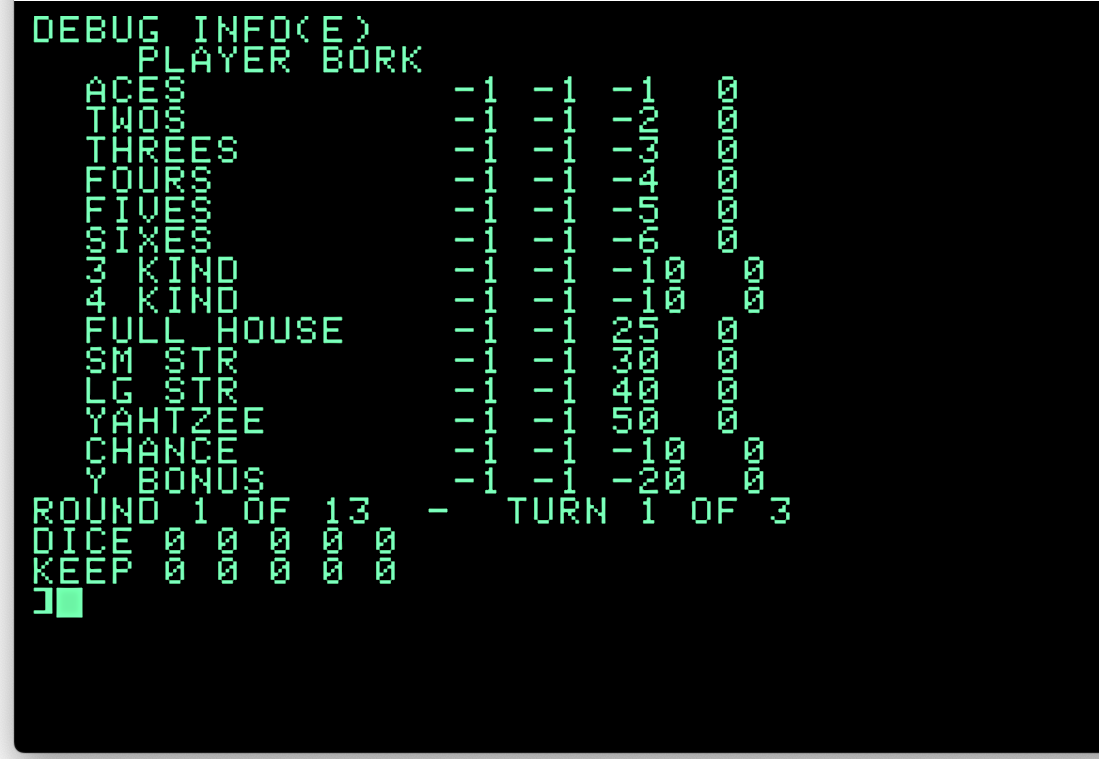 DEBUG INFO(E)
PLAYER BORK
ACES -1 -1 -1 0
TWOS -1 -1 -2 0
THREES -1 -1 -3 0
FOURS -1 -1 -4 0
FIVES -1 -1 -5 0
SIXES -1 -1 -6 0
3 KIND -1 -1 -10 0
4 KIND -1 -1 -10 0
FULL HOUSE -1 -1 25 0
SM STR -1 -1 30 0
LG STR -1 -1 40 0
YAHTZEE -1 -1 50 0
CHANCE -1 -1 -10 0
Y BONUS -1 -1 -20 0
ROUND 1 OF 13 - TURN 1 OF 3
DICE 0 0 0 0 0
KEEP 0 0 0 0 0
]